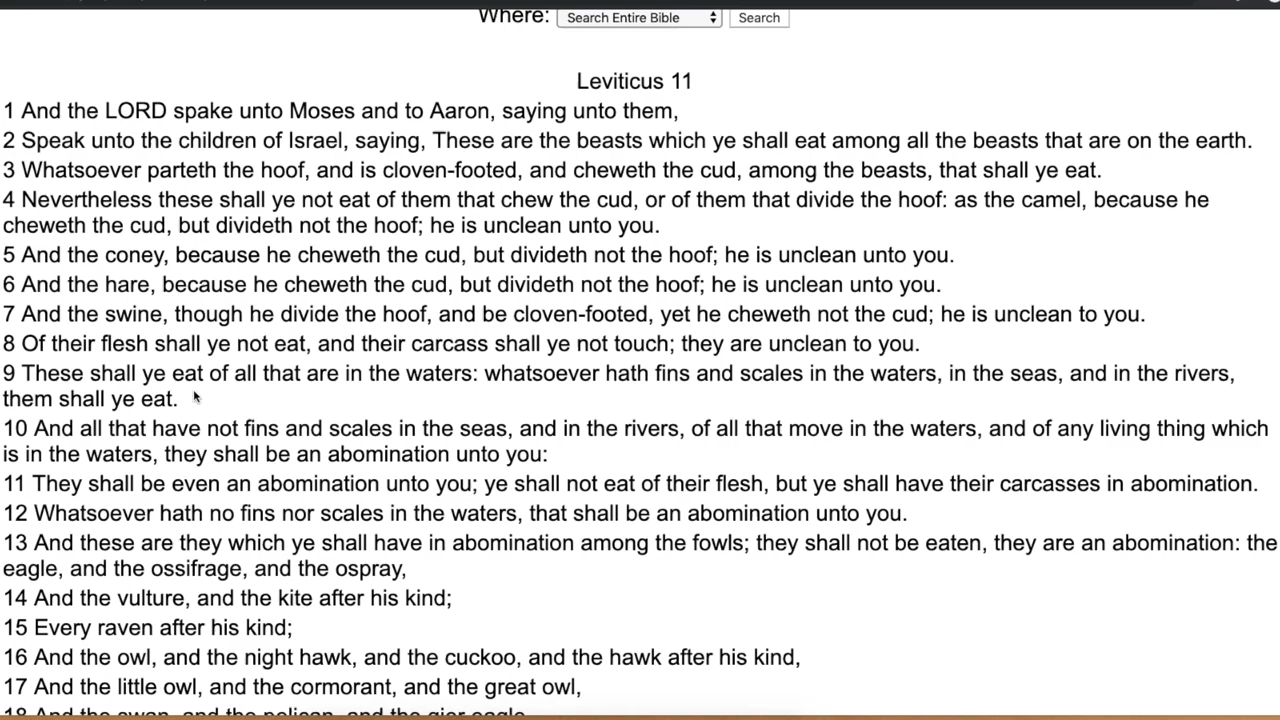 Where: Search Entire Bible Search
Leviticus 11
1 And the LORD spake unto Moses and to Aaron, saying unto them,
2 Speak unto the children of Israel, saying, These are the beasts which ye shall eat among all the beasts that are on the earth.
3 Whatsoever parteth the hoof, and is cloven-footed, and cheweth the cud, among the beasts, that shall ye eat.
4 Nevertheless these shall ye not eat of them that chew the cud, or of them that divide the hoof: as the camel, because he
cheweth the cud, but divideth not the hoof; he is unclean unto you.
5 And the coney, because he cheweth the cud, but divideth not the hoof; he is unclean unto you.
6 And the hare, because he cheweth the cud, but divideth not the hoof; he is unclean unto you.
7 And the swine, though he divide the hoof, and be cloven-footed, yet he cheweth not the cud; he is unclean to you.
8 Of their flesh shall ye not eat, and their carcass shall ye not touch; they are unclean to you.
9 These shall ye eat of all that are in the waters: whatsoever hath fins and scales in the waters, in the seas, and in the rivers,
them shall ye eat.
10 And all that have not fins and scales in the seas, and in the rivers, of all that move in the waters, and of any living thing which
is in the waters, they shall be an abomination unto you:
11 They shall be even an abomination unto you; ye shall not eat of their flesh, but ye shall have their carcasses in abomination.
12 Whatsoever hath no fins nor scales in the waters, that shall be an abomination unto you.
13 And these are they which ye shall have in abomination among the fowls; they shall not be eaten, they are an abomination: the
eagle, and the ossifrage, and the ospray,
14 And the vulture, and the kite after his kind;
15 Every raven after his kind;
16 And the owl, and the night hawk, and the cuckoo, and the hawk after his kind,
17 And the little owl, and the cormorant, and the great owl,
18 And the swan, and the pelican, and the gier eagle